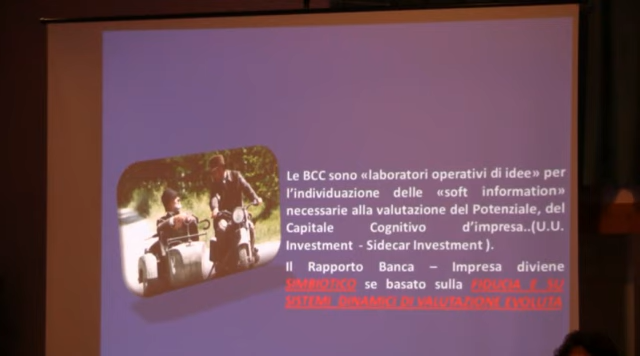 Le BCC sono «laboratori operativi di idee» per
l'individuazione delle «soft information»
necessarie alla valutazione del Potenziale, del
Capitale Cognitivo d'impresa..(U.U.
Investment - Sidecar Investment ).
Il Rapporto Banca – Impresa diviene
SIMBIOTICO se basato sulla FIDUCIA E SU
SISTEMI DINAMICI DI VALUTAZIONE EVOLUTA